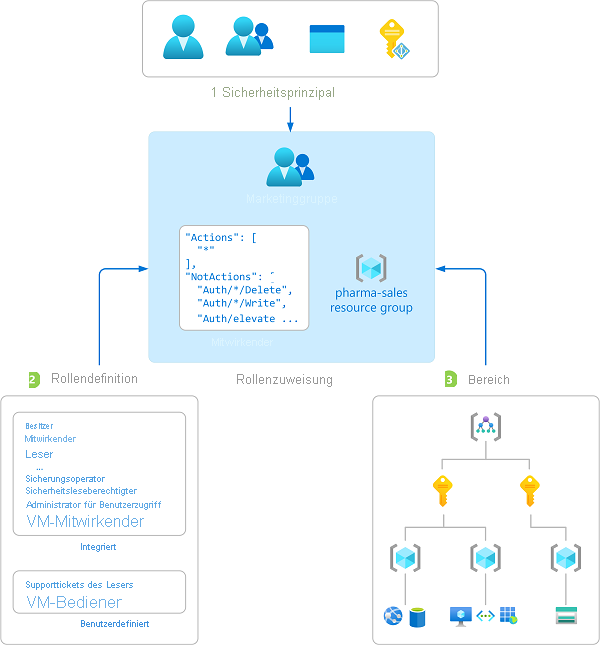 1 Sicherheitsprinzipal
Marketinggruppe
"Actions": [
"*"
],
"NotActions": [
"Auth/*/Delete",
"Auth/*/Write",
"Auth/elevate ...
Mitwirkender
pharma-sales
resource group
2 Rollendefinition
Rollenzuweisung
3 Bereich
Besitzer
Mitwirkender
Leser
...
Sicherungsoperator
Sicherheitsleseberechtigter
Administrator für Benutzerzugriff
VM-Mitwirkender
Integriert
Supporttickets des Lesers
VM-Bediener
Benutzerdefiniert